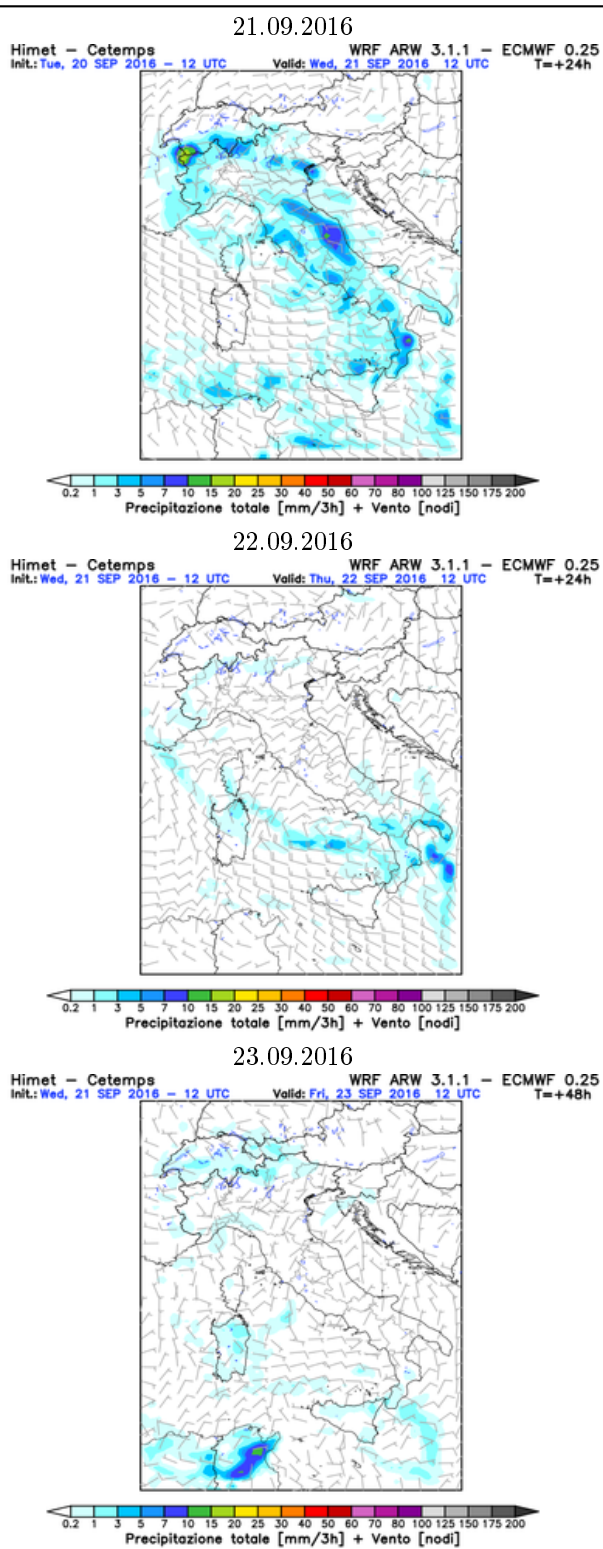 21.09.2016
Himet – Cetemps WRF ARW 3.1.1 – ECMWF 0.25
Init.: Tue, 20 SEP 2016 – 12 UTC Valid: Wed, 21 SEP 2016 12 UTC T=+24h
0.2 1 3 5 7 10 15 20 25 30 40 50 60 70 80 100 125 150 175 200
Precipitazione totale [mm/3h] + Vento [nodi]
22.09.2016
Himet – Cetemps WRF ARW 3.1.1 – ECMWF 0.25
Init.: Wed, 21 SEP 2016 – 12 UTC Valid: Thu, 22 SEP 2016 12 UTC T=+24h
0.2 1 3 5 7 10 15 20 25 30 40 50 60 70 80 100 125 150 175 200
Precipitazione totale [mm/3h] + Vento [nodi]
23.09.2016
Himet – Cetemps WRF ARW 3.1.1 – ECMWF 0.25
Init.: Wed, 21 SEP 2016 – 12 UTC Valid: Fri, 23 SEP 2016 12 UTC T=+48h
0.2 1 3 5 7 10 15 20 25 30 40 50 60 70 80 100 125 150 175 200
Precipitazione totale [mm/3h] + Vento [nodi]